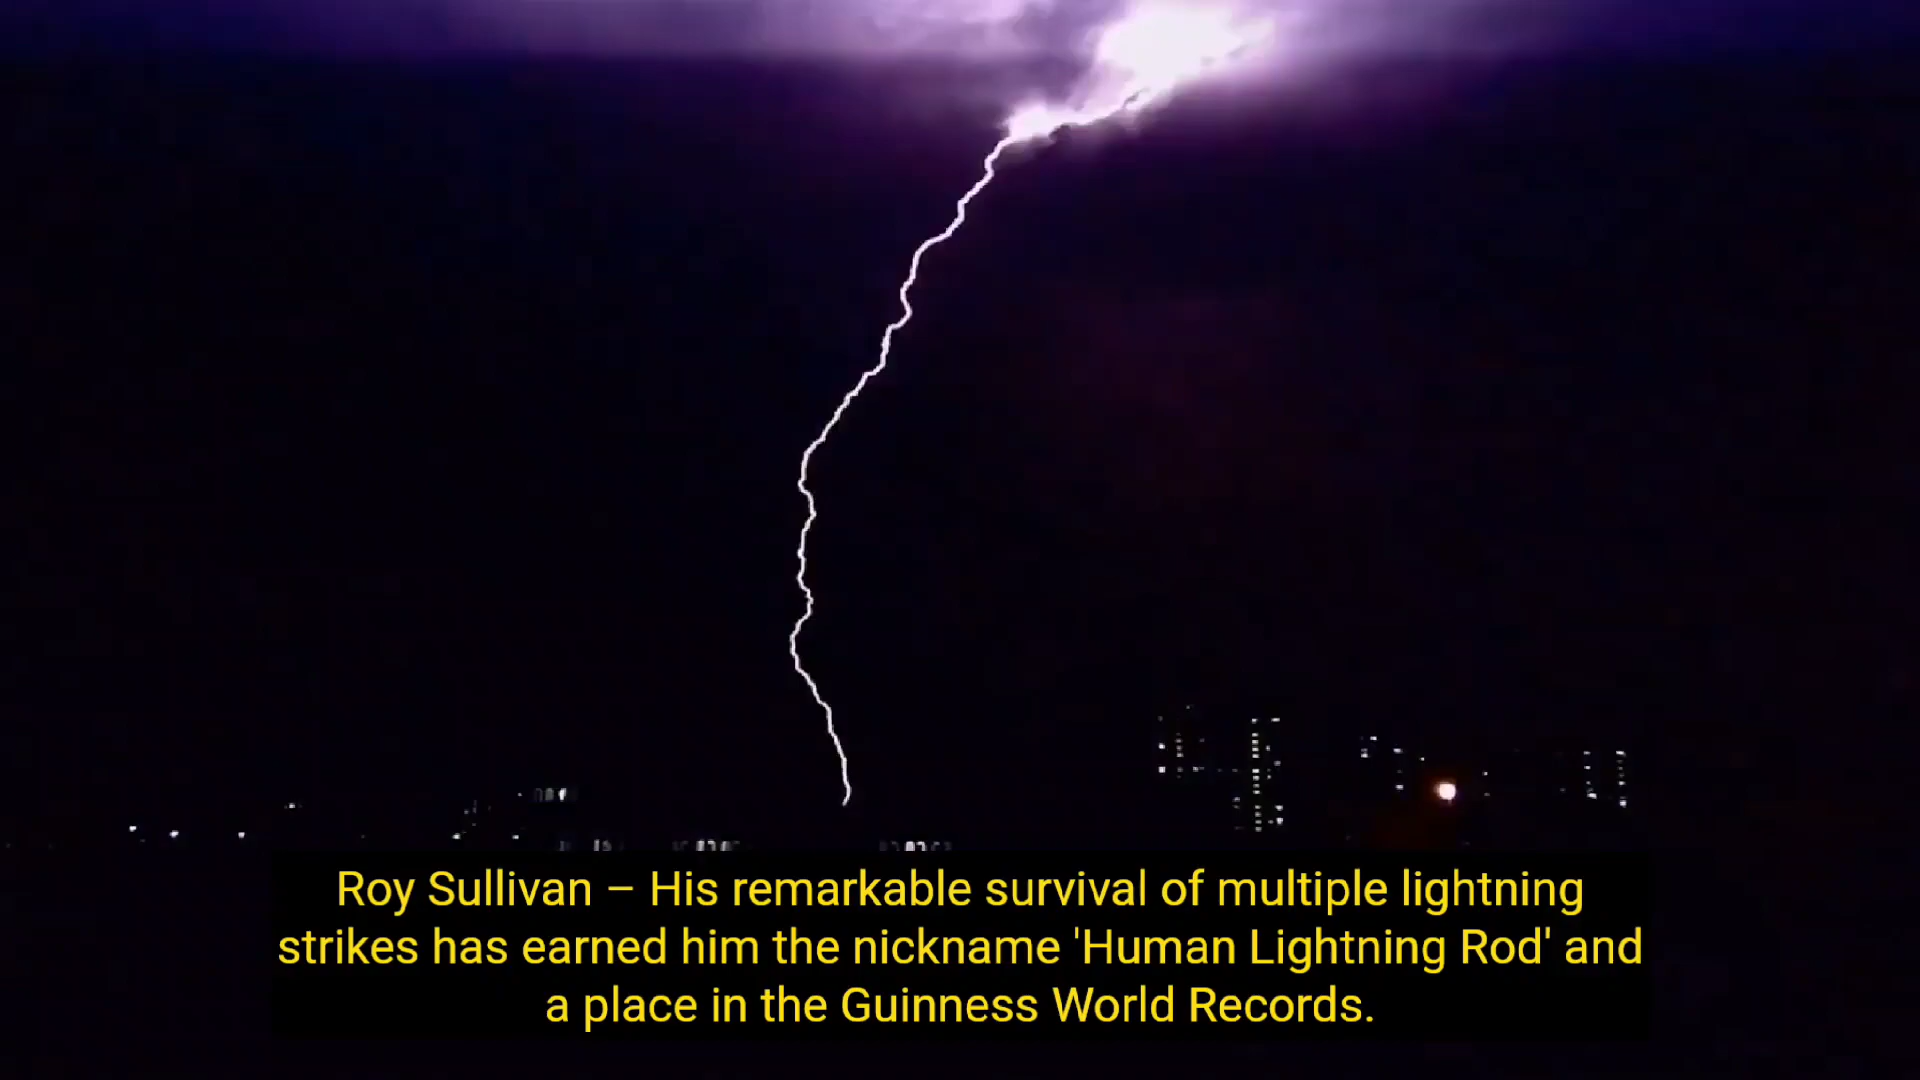 Roy Sullivan – His remarkable survival of multiple lightning
strikes has earned him the nickname 'Human Lightning Rod' and
a place in the Guinness World Records.